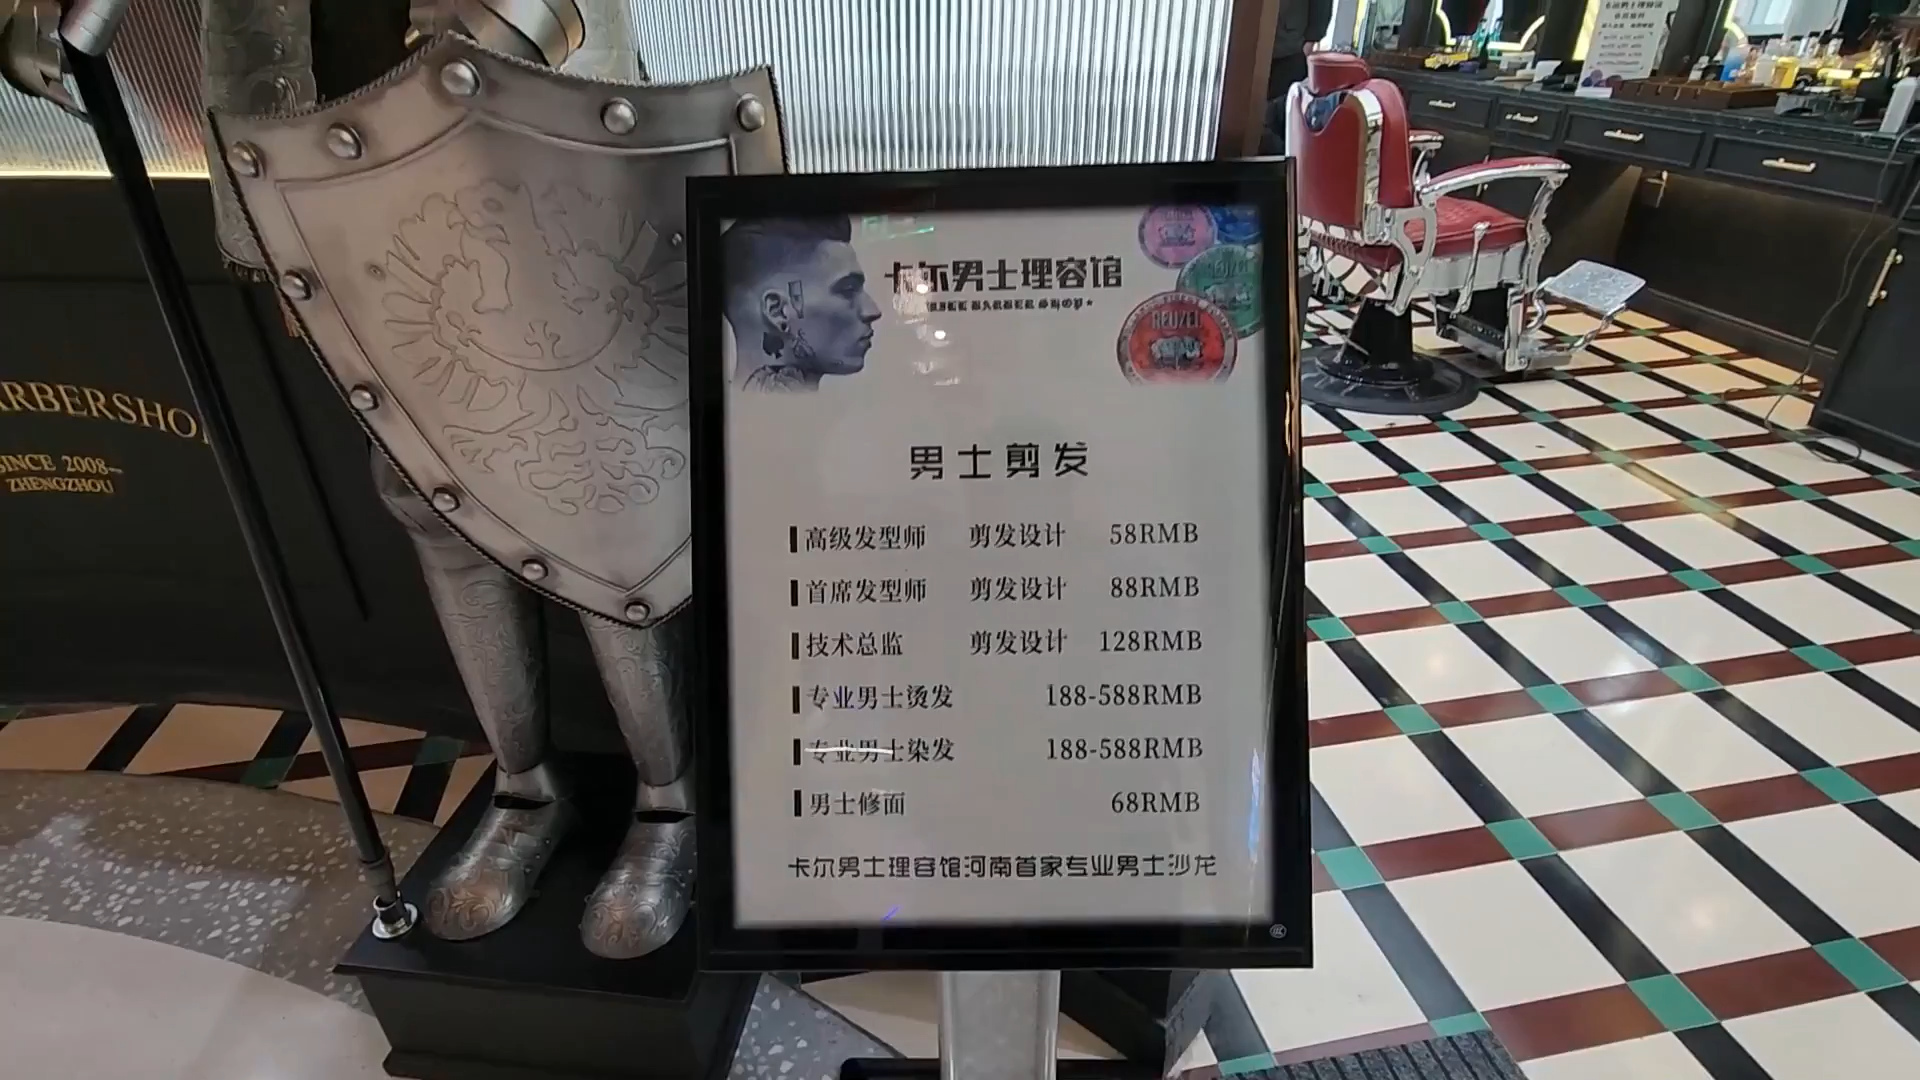 卡尔男士理容馆
BARBER SHOP
REUZEL
男士剪发
高级发型师 剪发设计 58RMB
首席发型师 剪发设计 88RMB
技术总监 剪发设计 128RMB
专业男士烫发 188-588RMB
专业男士染发 188-588RMB
男士修面 68RMB
卡尔男士理容馆河南首家专业男士沙龙
ARBERSHO
SINCE 2008-
ZHENGZHOU